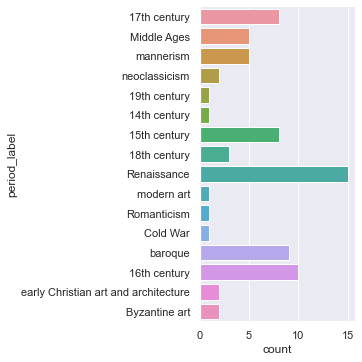 17th century
Middle Ages
mannerism
neoclassicism
19th century
14th century
15th century
18th century
Renaissance
modern art
Romanticism
Cold War
baroque
16th century
early Christian art and architecture
Byzantine art
period_label
0 5 10 15
count